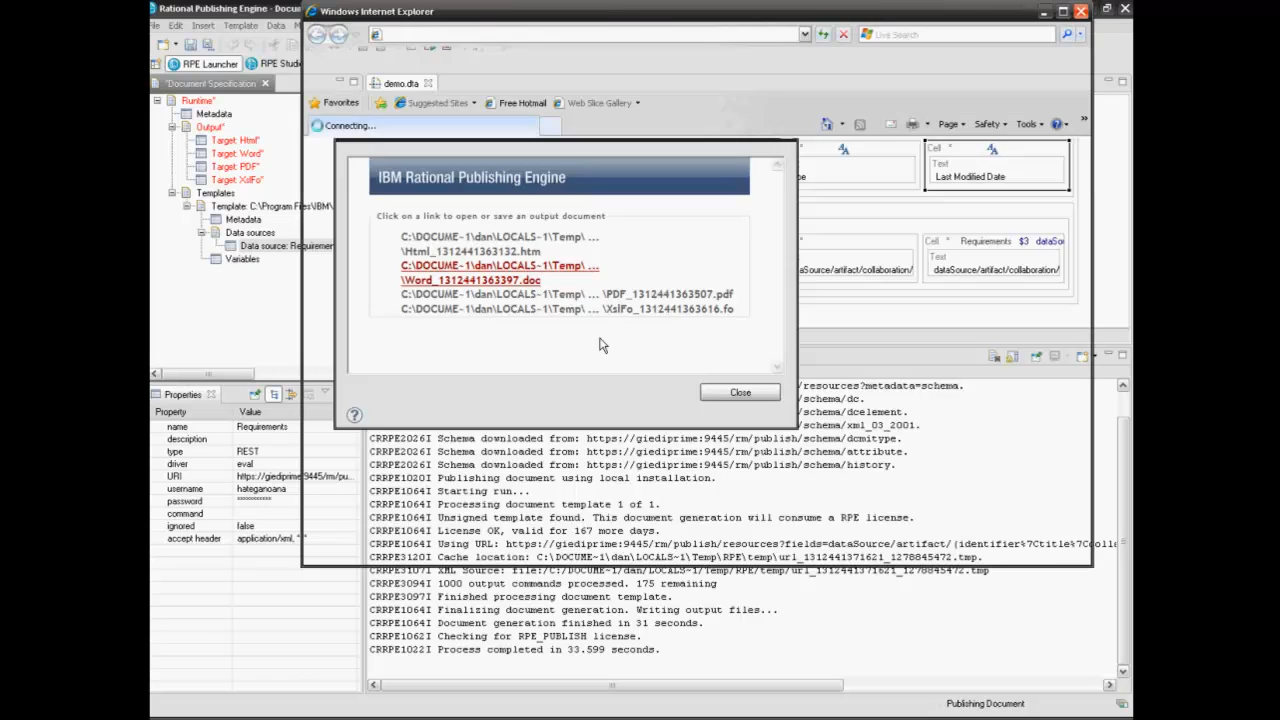 Rational Publishing Engine - Docum
Windows Internet Explorer
File Edit Insert Template Data
Live Search
RPE Launcher RPE Stud
*Document Specification
demo.dta
Favorites Suggested Sites Free Hotmail Web Slice Gallery
Connecting...
Page Safety Tools
Runtime*
Metadata
Output*
Target: Html*
Target: Word*
Target: PDF*
Target: XslFo*
Templates
Template: C:\Program Files\IBM\
Metadata
Data sources
Data source: Requiremen
Variables
Cell
Text
Last Modified Date
Cell * Requirements $3 dataSou
Text
aSource/artifact/collaboration/
dataSource/artifact/collaboration/
IBM Rational Publishing Engine
Click on a link to open or save an output document
C:\DOCUME~1\dan\LOCALS~1\Temp\ ...
\Html_1312441363132.htm
C:\DOCUME~1\dan\LOCALS~1\Temp\ ...
\Word_1312441363397.doc
C:\DOCUME~1\dan\LOCALS~1\Temp\ ... \PDF_1312441363507.pdf
C:\DOCUME~1\dan\LOCALS~1\Temp\ ... \XslFo_1312441363616.fo
Close
Properties
Property Value
name Requirements
description
type REST
driver eval
URI https://giediprime:9445/rm/pu...
username hateganoana
password ***********
command
ignored false
accept header application/xml, *
/resources?metadata=schema.
/schema/dc.
/schema/dcelement.
/schema/xml_03_2001.
CRRPE2026I Schema downloaded from: https://giediprime:9445/rm/publish/schema/dcmitype.
CRRPE2026I Schema downloaded from: https://giediprime:9445/rm/publish/schema/attribute.
CRRPE2026I Schema downloaded from: https://giediprime:9445/rm/publish/schema/history.
CRRPE1020I Publishing document using local installation.
CRRPE1064I Starting run...
CRRPE1064I Processing document template 1 of 1.
CRRPE1064I Unsigned template found. This document generation will consume a RPE license.
CRRPE1064I License OK, valid for 167 more days.
CRRPE1064I Using URL: https://giediprime:9445/rm/publish/resources?fields=dataSource/artifact/(identifier%7Ctitle%7Ccolle
CRRPE3120I Cache location: C:\DOCUME~1\dan\LOCALS~1\Temp\RPE\temp\url_1312441371621_1278845472.tmp.
CRRPE3107I XML Source: file:/C:/DOCUME~1/dan/LOCALS~1/Temp/RPE/temp/url_1312441371621_1278845472.tmp
CRRPE3094I 1000 output commands processed. 175 remaining
CRRPE3097I Finished processing document template.
CRRPE1064I Finalizing document generation. Writing output files...
CRRPE1064I Document generation finished in 31 seconds.
CRRPE1062I Checking for RPE_PUBLISH license.
CRRPE1022I Process completed in 33.599 seconds.
Publishing Document